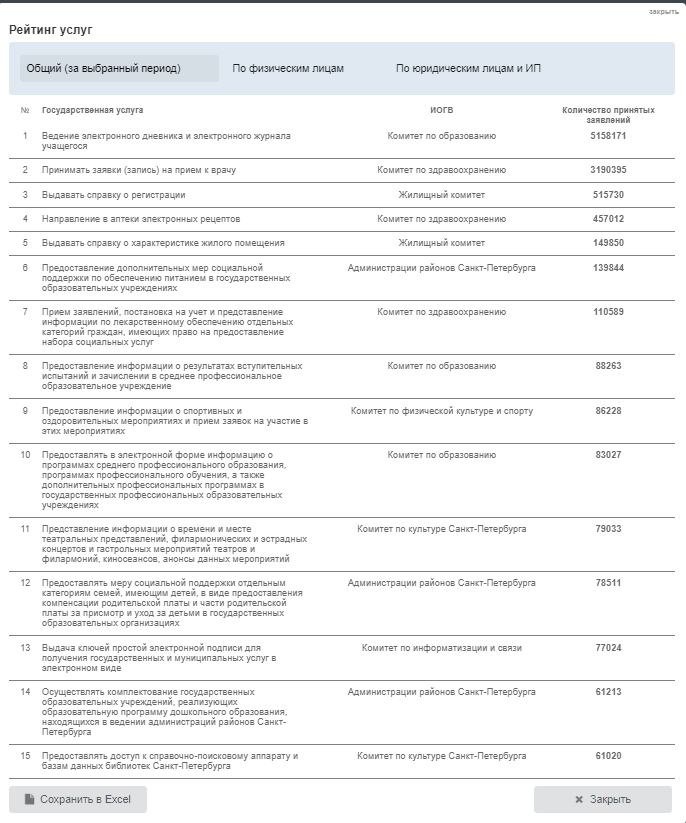 закрыть
Рейтинг услуг
Общий (за выбранный период) По физическим лицам По юридическим лицам и ИП
№ Государственная услуга ИОГВ Количество принятых
заявлений
1 Ведение электронного дневника и электронного журнала Комитет по образованию 5158171
учащегося
2 Принимать заявки (запись) на прием к врачу Комитет по здравоохранению 3190395
3 Выдавать справку о регистрации Жилищный комитет 515730
4 Направление в аптеки электронных рецептов Комитет по здравоохранению 457012
5 Выдавать справку о характеристике жилого помещения Жилищный комитет 149850
6 Предоставление дополнительных мер социальной Администрации районов Санкт-Петербурга 139844
поддержки по обеспечению питанием в государственных
образовательных учреждениях
7 Прием заявлений, постановка на учет и представление Комитет по здравоохранению 110589
информации по лекарственному обеспечению отдельных
категорий граждан, имеющих право на предоставление
набора социальных услуг
8 Предоставление информации о результатах вступительных Комитет по образованию 88263
испытаний и зачислении в среднее профессиональное
образовательное учреждение
9 Предоставление информации о спортивных и Комитет по физической культуре и спорту 86228
оздоровительных мероприятиях и прием заявок на участие в
этих мероприятиях
10 Предоставлять в электронной форме информацию о Комитет по образованию 83027
программах среднего профессионального образования,
программах профессионального обучения, а также
дополнительных профессиональных программах в
государственных профессиональных образовательных
учреждениях
11 Представление информации о времени и месте Комитет по культуре Санкт-Петербурга 79033
театральных представлений, филармонических и эстрадных
концертов и гастрольных мероприятий театров и
филармоний, киносеансов, анонсы данных мероприятий
12 Предоставлять меру социальной поддержки отдельным Администрации районов Санкт-Петербурга 78511
категориям семей, имеющим детей, в виде предоставления
компенсации родительской платы и части родительской
платы за присмотр и уход за детьми в государственных
образовательных организациях
13 Выдача ключей простой электронной подписи для Комитет по информатизации и связи 77024
получения государственных и муниципальных услуг в
электронном виде
14 Осуществлять комплектование государственных Администрации районов Санкт-Петербурга 61213
образовательных учреждений, реализующих
образовательную программу дошкольного образования,
находящихся в ведении администраций районов Санкт-
Петербурга
15 Предоставлять доступ к справочно-поисковому аппарату и Комитет по культуре Санкт-Петербурга 61020
базам данных библиотек Санкт-Петербурга
Сохранить в Excel Закрыть